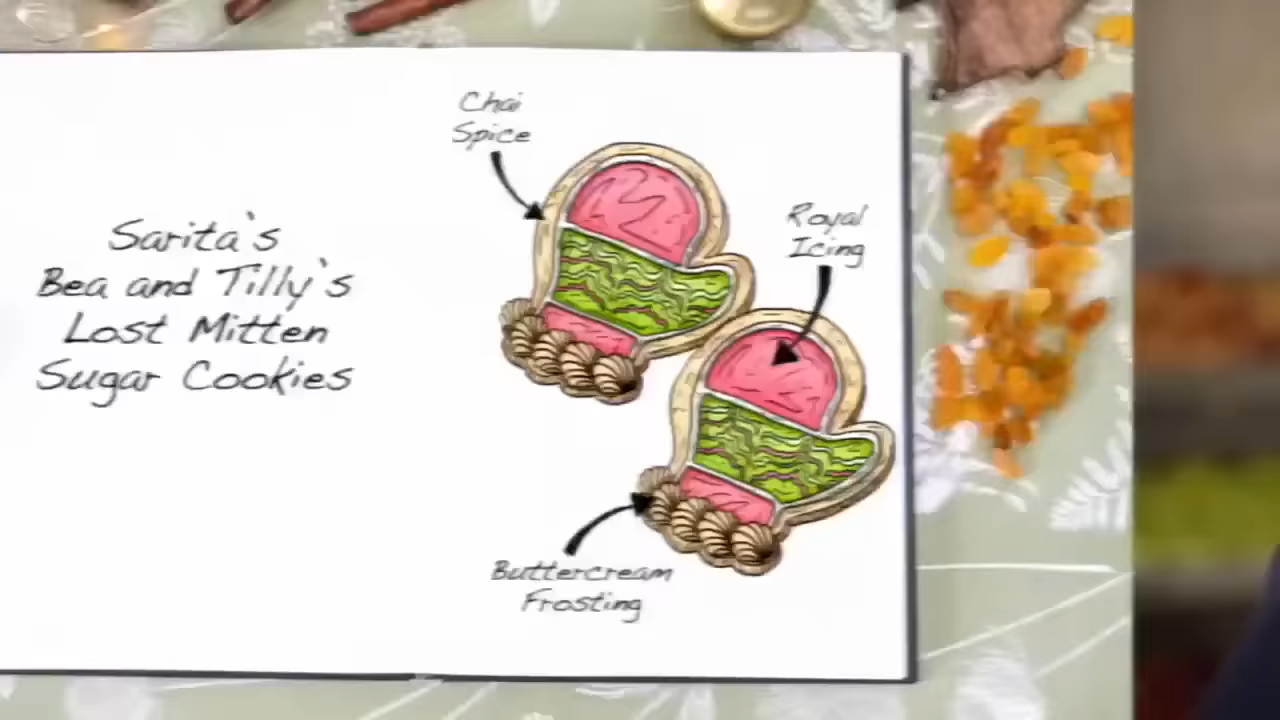 Sarita's
Bea and Tilly's
Lost Mitten
Sugar Cookies
Chai
Spice
Royal
Icing
Buttercream
Frosting